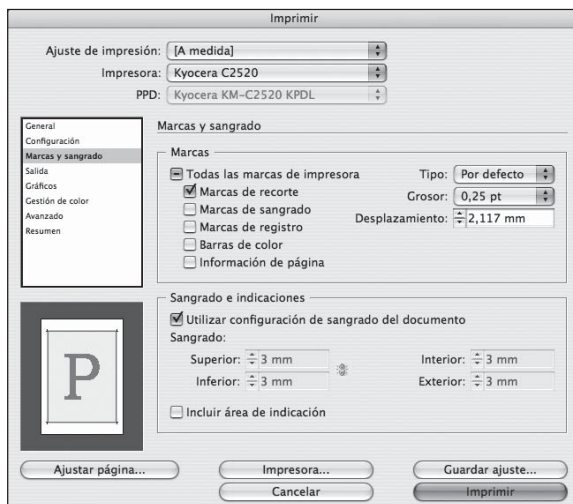 Imprimir
Ajuste de impresión: [A medida]
Impresora: Kyocera C2520
PPD: Kyocera KM-C2520 KPDL
General
Configuración
Marcas y sangrado
Salida
Gráficos
Gestión de color
Avanzado
Resumen
Marcas y sangrado
Marcas
Todas las marcas de impresora
Marcas de recorte
Marcas de sangrado
Marcas de registro
Barras de color
Información de página
Tipo: Por defecto
Grosor: 0,25 pt
Desplazamiento: 2,117 mm
Sangrado e indicaciones
Utilizar configuración de sangrado del documento
Sangrado:
Superior: 3 mm
Inferior: 3 mm
Interior: 3 mm
Exterior: 3 mm
Incluir área de indicación
P
Ajustar página...
Impresora...
Guardar ajuste...
Cancelar
Imprimir